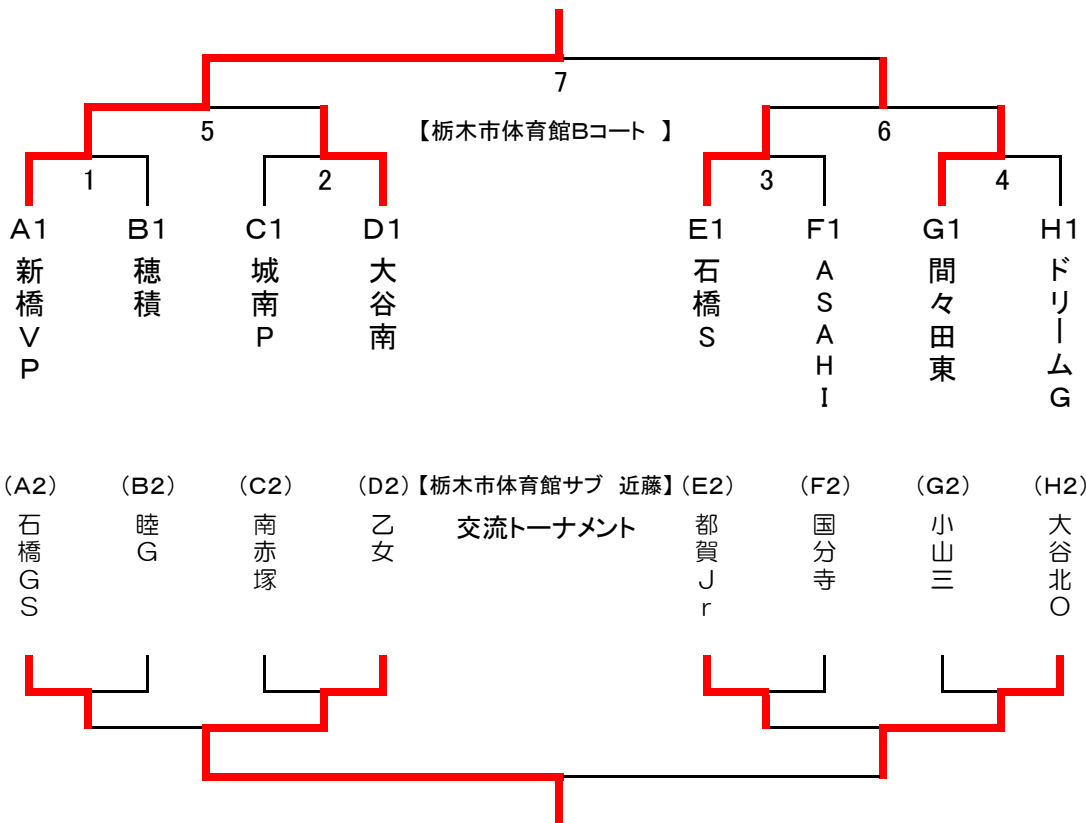 7
5
【栃木市体育館Bコート 】
6
1
2
3
4
A1
B1
C1
D1
E1
F1
G1
H1
新橋VP
穂積
城南P
大谷南
石橋S
ASAHI
間々田東
ドリームG
(A2)
(B2)
(C2)
(D2)
【栃木市体育館サブ 近藤】
(E2)
(F2)
(G2)
(H2)
石橋GS
睦G
南赤塚
乙女
交流トーナメント
都賀Jr
国分寺
小山三
大谷北O